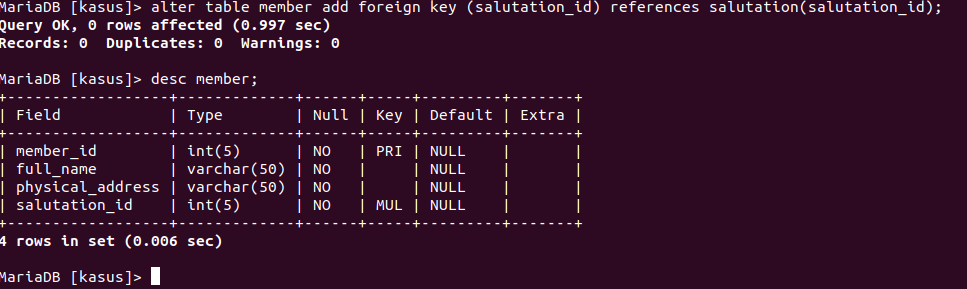 MariaDB [kasus]> alter table member add foreign key (salutation_id) references salutation(salutation_id);
Query OK, 0 rows affected (0.997 sec)
Records: 0  Duplicates: 0  Warnings: 0

MariaDB [kasus]> desc member;
+------------------+-------------+------+-----+---------+-------+
| Field            | Type        | Null | Key | Default | Extra |
+------------------+-------------+------+-----+---------+-------+
| member_id        | int(5)      | NO   | PRI | NULL    |       |
| full_name        | varchar(50) | NO   |     | NULL    |       |
| physical_address | varchar(50) | NO   |     | NULL    |       |
| salutation_id    | int(5)      | NO   | MUL | NULL    |       |
+------------------+-------------+------+-----+---------+-------+
4 rows in set (0.006 sec)

MariaDB [kasus]>